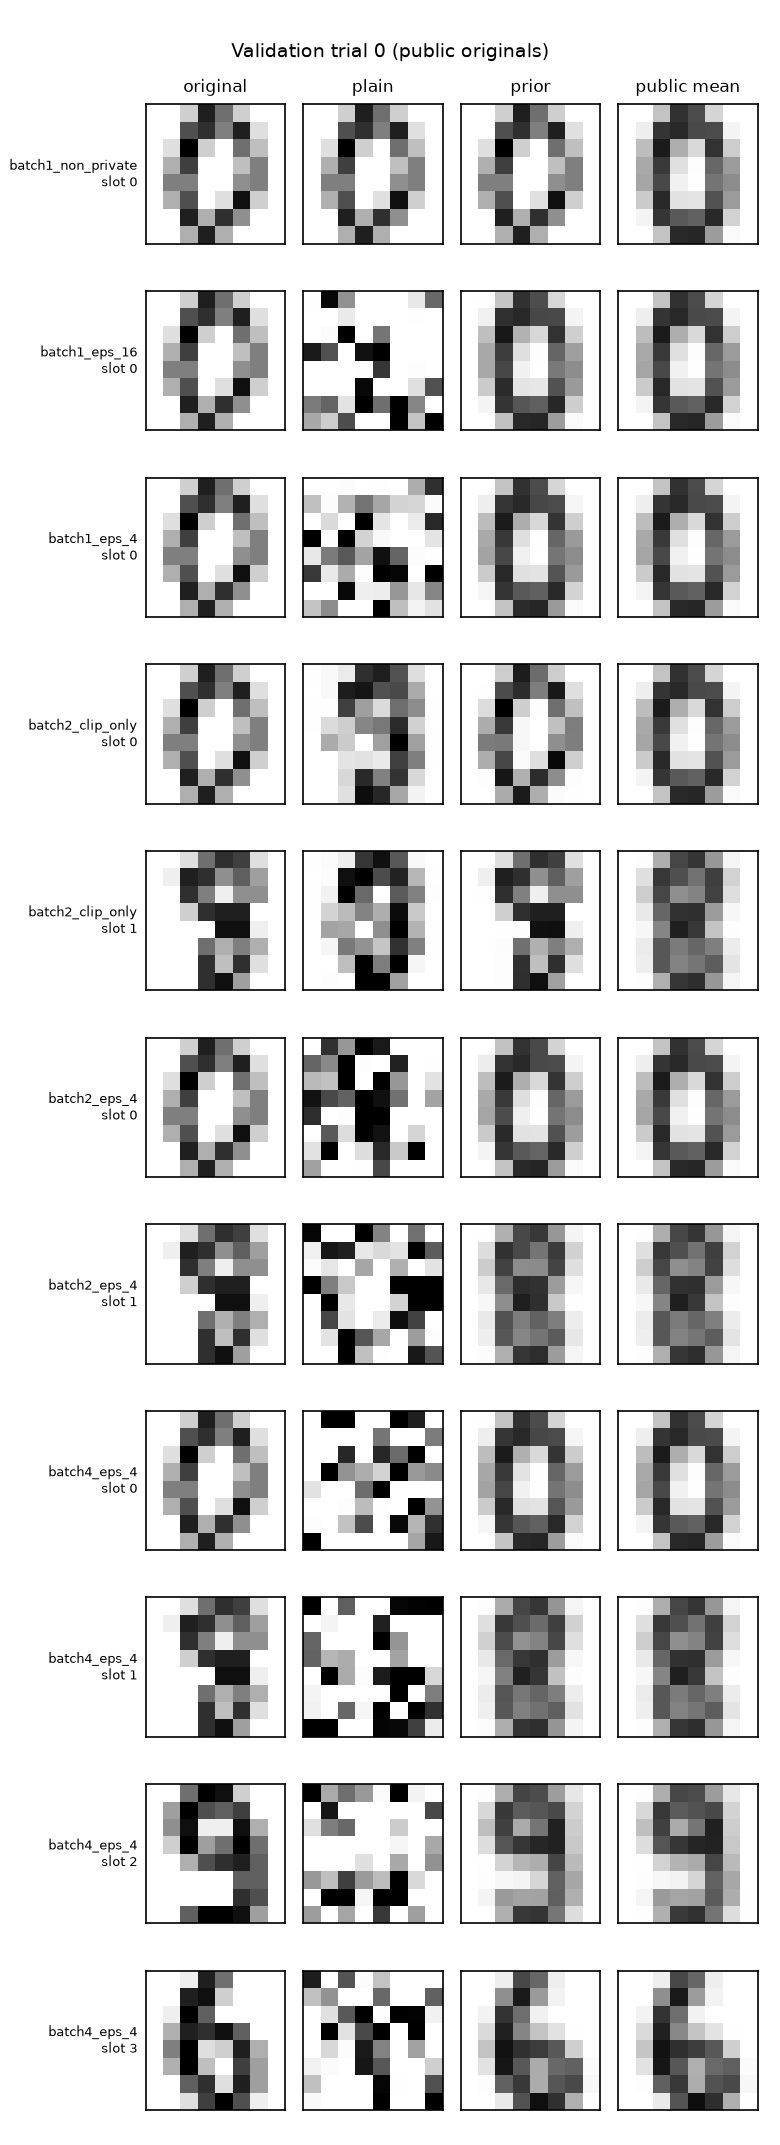 Validation trial 0 (public originals)
original plain prior public mean
batch1_non_private
slot 0
batch1_eps_16
slot 0
batch1_eps_4
slot 0
batch2_clip_only
slot 0
batch2_clip_only
slot 1
batch2_eps_4
slot 0
batch2_eps_4
slot 1
batch4_eps_4
slot 0
batch4_eps_4
slot 1
batch4_eps_4
slot 2
batch4_eps_4
slot 3